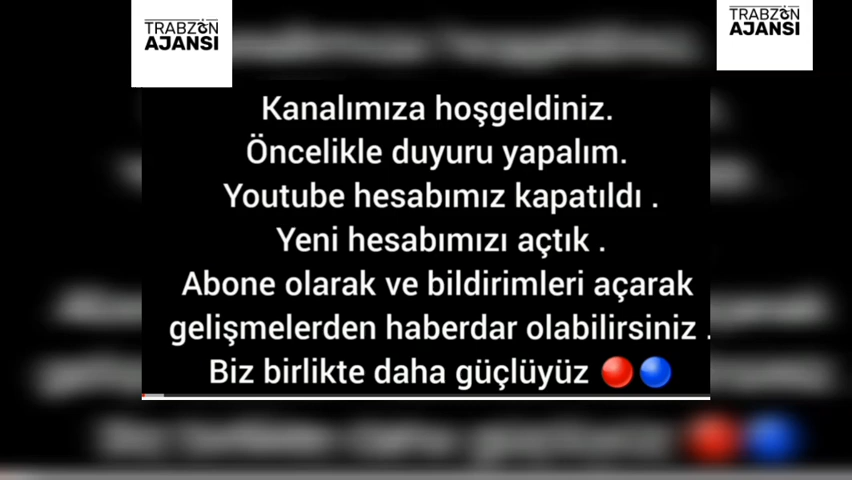 TRABZON
AJANSI
TRABZON
AJANSI
Kanalımıza hoşgeldiniz.
Öncelikle duyuru yapalım.
Youtube hesabımız kapatıldı .
Yeni hesabımızı açtık .
Abone olarak ve bildirimleri açarak
gelişmelerden haberdar olabilirsiniz .
Biz birlikte daha güçlüyüz 🔴🔵